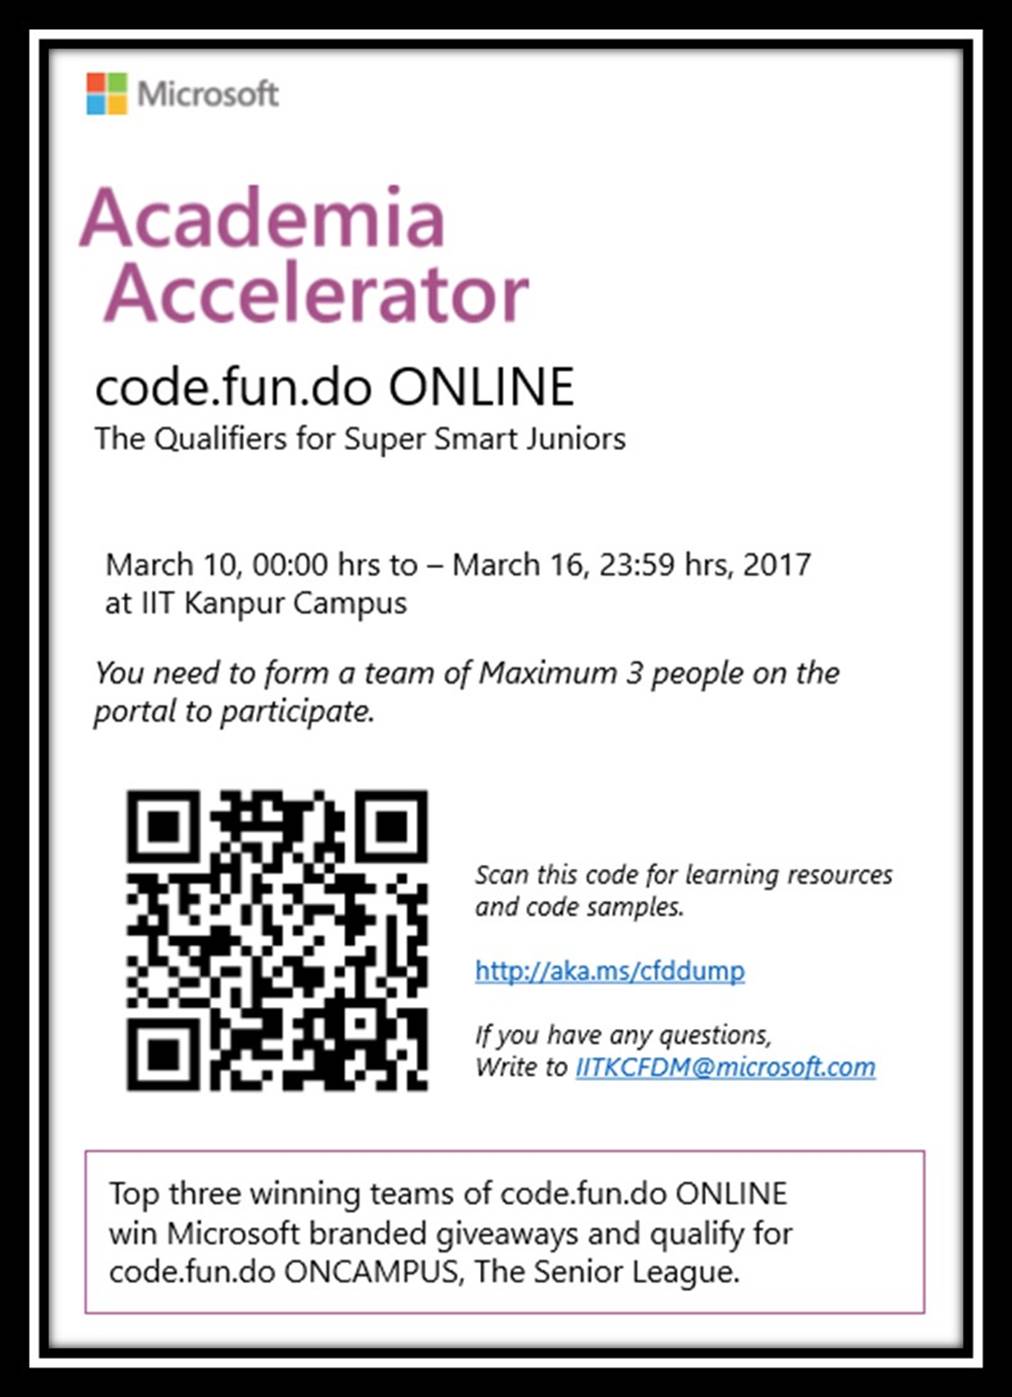 Microsoft
Academia
Accelerator
code.fun.do ONLINE
The Qualifiers for Super Smart Juniors
March 10, 00:00 hrs to – March 16, 23:59 hrs, 2017
at IIT Kanpur Campus
You need to form a team of Maximum 3 people on the
portal to participate.
Scan this code for learning resources
and code samples.
http://aka.ms/cfddump
If you have any questions,
Write to IITKCFDM@microsoft.com
Top three winning teams of code.fun.do ONLINE
win Microsoft branded giveaways and qualify for
code.fun.do ONCAMPUS, The Senior League.